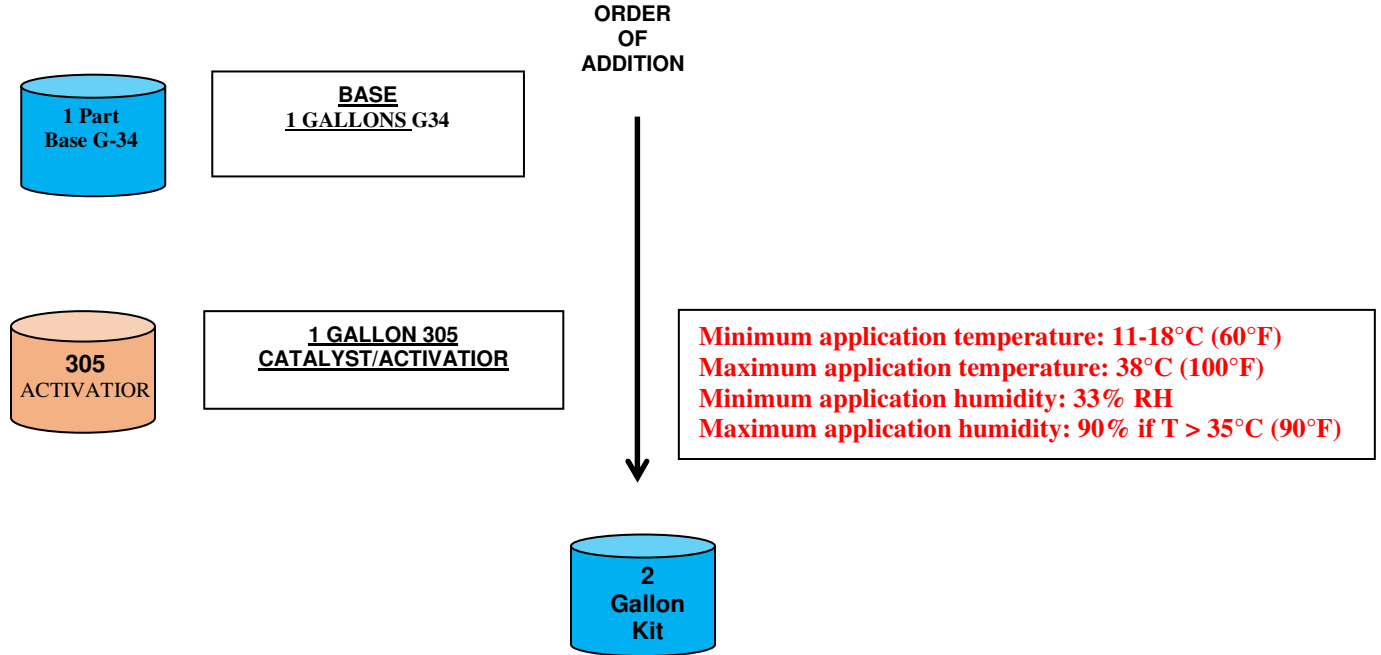 ORDER
OF
ADDITION
1 Part
Base G-34
BASE
1 GALLONS G34
305
ACTIVATIOR
1 GALLON 305
CATALYST/ACTIVATIOR
Minimum application temperature: 11-18°C (60°F)
Maximum application temperature: 38°C (100°F)
Minimum application humidity: 33% RH
Maximum application humidity: 90% if T > 35°C (90°F)
2
Gallon
Kit